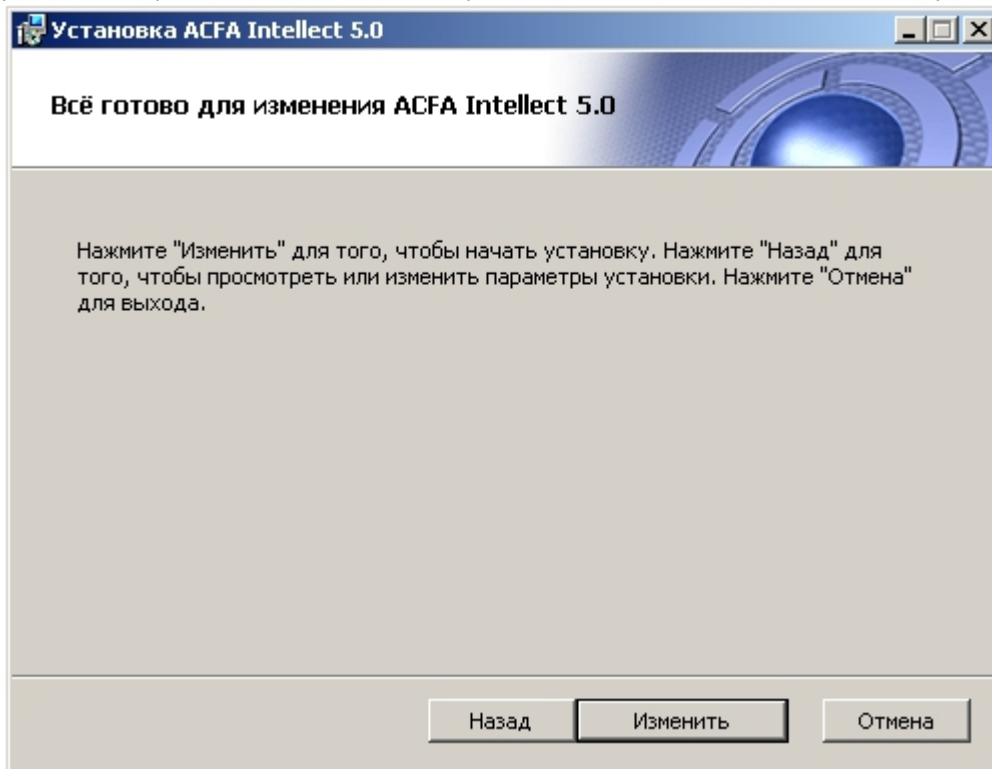 Установка ACFA Intellect 5.0
Всё готово для изменения ACFA Intellect 5.0
Нажмите "Изменить" для того, чтобы начать установку. Нажмите "Назад" для
того, чтобы просмотреть или изменить параметры установки. Нажмите "Отмена"
для выхода.
Назад Изменить Отмена